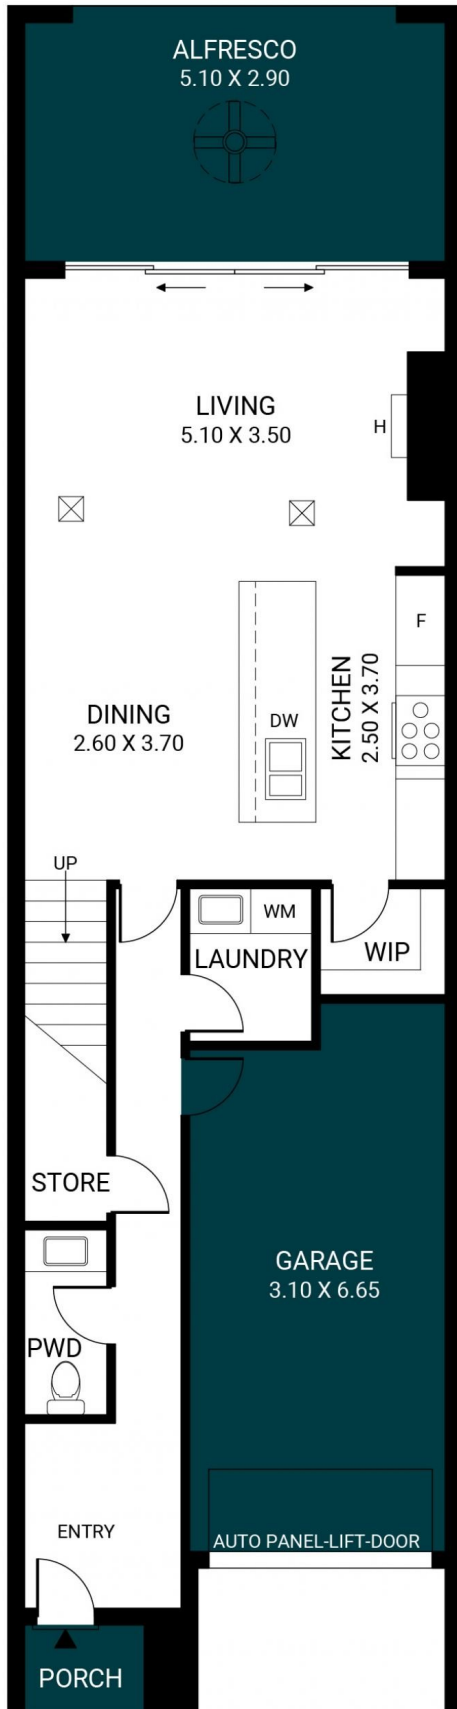 ALFRESCO
5.10 X 2.90
LIVING
5.10 X 3.50
H
F
KITCHEN
2.50 X 3.70
DINING
2.60 X 3.70
DW
UP
WM
LAUNDRY
WIP
STORE
GARAGE
3.10 X 6.65
PWD
ENTRY
AUTO PANEL-LIFT-DOOR
PORCH